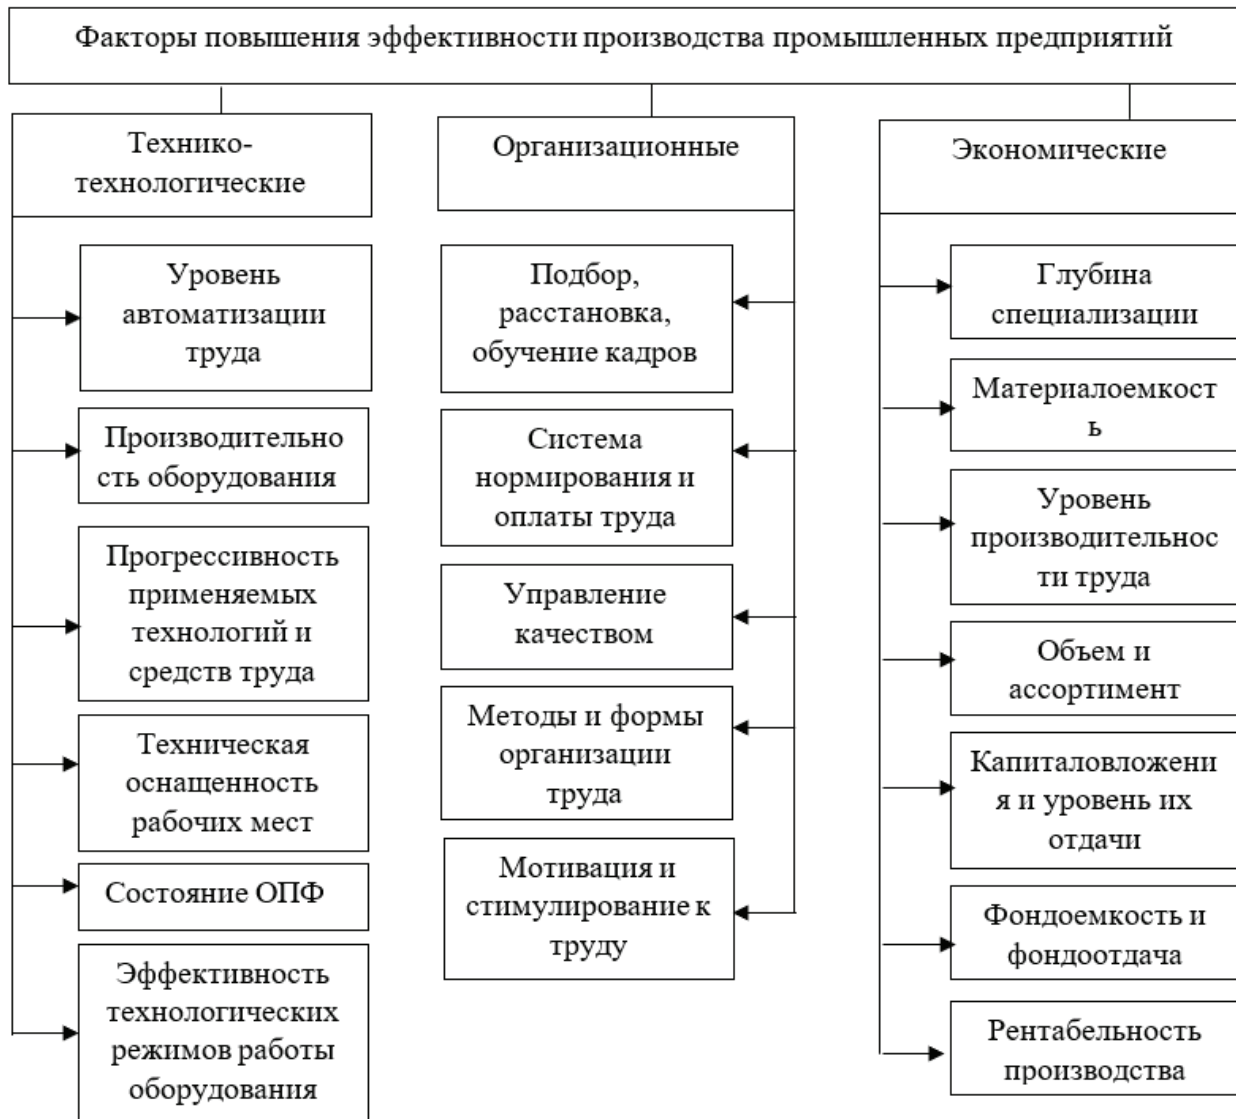 Факторы повышения эффективности производства промышленных предприятий
Технико-
технологические
Уровень
автоматизации
труда
Производительно
сть оборудования
Прогрессивность
применяемых
технологий и
средств труда
Техническая
оснащенность
рабочих мест
Состояние ОПФ
Эффективность
технологических
режимов работы
оборудования
Организационные
Подбор,
расстановка,
обучение кадров
Система
нормирования и
оплаты труда
Управление
качеством
Методы и формы
организации
труда
Мотивация и
стимулирование к
труду
Экономические
Глубина
специализации
Материалоемкост
ь
Уровень
производительнос
ти труда
Объем и
ассортимент
Капиталовложени
я и уровень их
отдачи
Фондоемкость и
фондоотдача
Рентабельность
производства